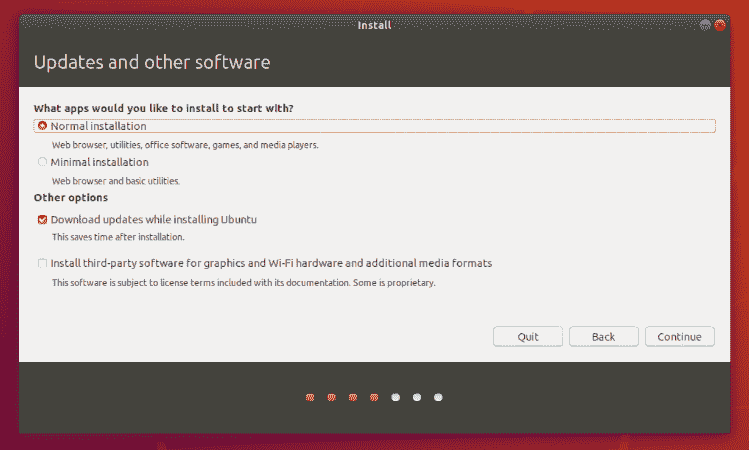 Install
Updates and other software
What apps would you like to install to start with?
Normal installation
Web browser, utilities, office software, games, and media players.
Minimal installation
Web browser and basic utilities.
Other options
Download updates while installing Ubuntu
This saves time after installation.
Install third-party software for graphics and Wi-Fi hardware and additional media formats
This software is subject to license terms included with its documentation. Some is proprietary.
Quit Back Continue